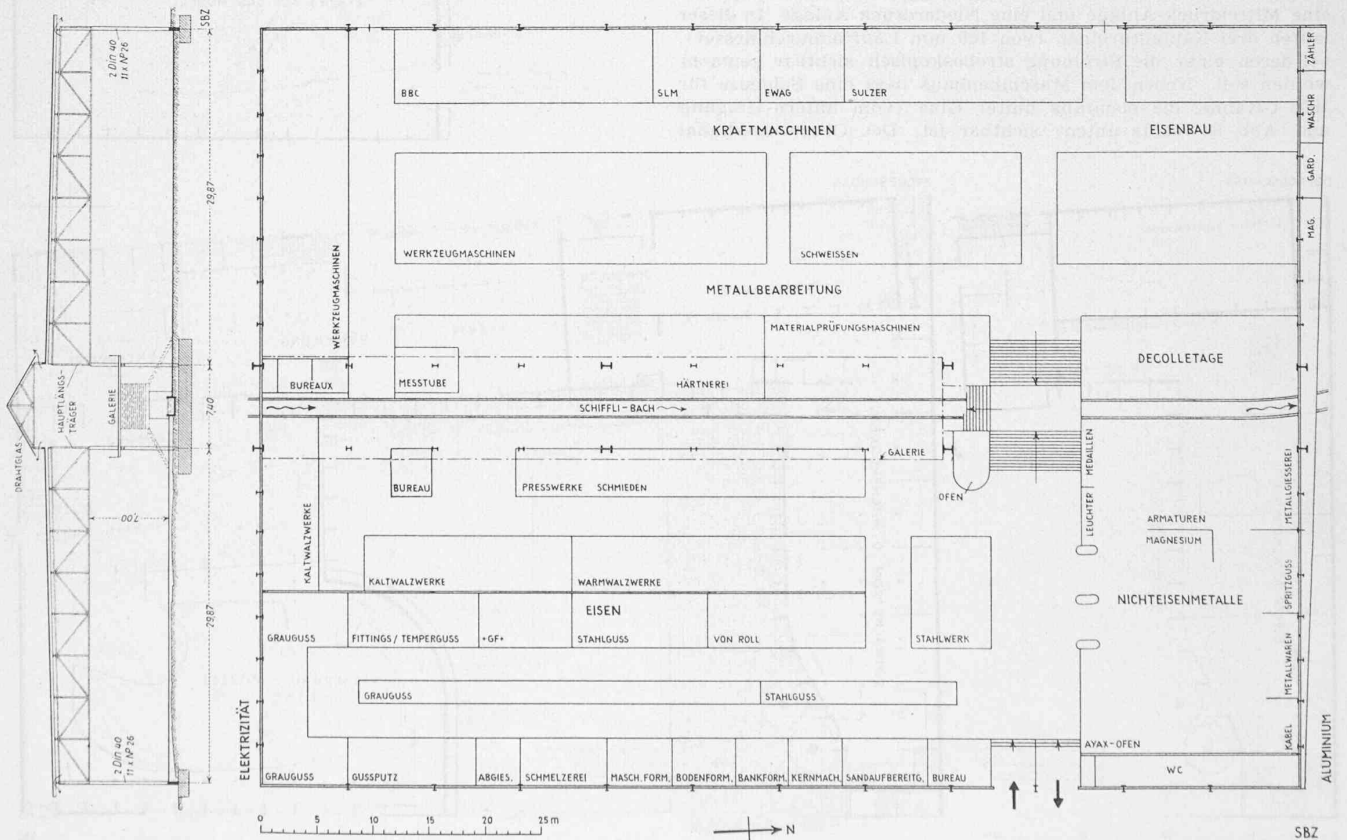 SBZ
2 Din 40
11 x NP 26
29,87
DRAHTGLAS
HAUPTLÄNGS-
TRÄGER
GALERIE
7,40
7,00
29,87
2 Din 40
11 x NP 26
BBC
SLM
EWAG
SULZER
KRAFTMASCHINEN
EISENBAU
ZÄHLER
WASCHR
GARD.
MAG.
WERKZEUGMASCHINEN
WERKZEUGMASCHINEN
SCHWEISSEN
METALLBEARBEITUNG
MATERIALPRÜFUNGSMASCHINEN
DECOLLETAGE
BUREAUX
MESSTUBE
HÄRTNEREI
SCHIFFLI-BACH
GALERIE
BUREAU
PRESSWERKE SCHMIEDEN
OFEN
LEUCHTER
MEDAILLEN
ARMATUREN
MAGNESIUM
METALLGIESSEREI
SPRITZGUSS
METALLWAREN
KABEL
NICHTEISENMETALLE
KALTWALZWERKE
KALTWALZWERKE
WARMWALZWERKE
EISEN
GRAUGUSS
FITTINGS / TEMPERGUSS
+GF+
STAHLGUSS
VON ROLL
STAHLWERK
GRAUGUSS
STAHLGUSS
ELEKTRIZITÄT
AYAX-OFEN
WC
ALUMINIUM
GRAUGUSS
GUSSPUTZ
ABGIES.
SCHMELZEREI
MASCH. FORM.
BODENFORM.
BANKFORM.
KERNMACH.
SANDAUFBEREITG.
BUREAU
0 5 10 15 20 25 m
N
SBZ